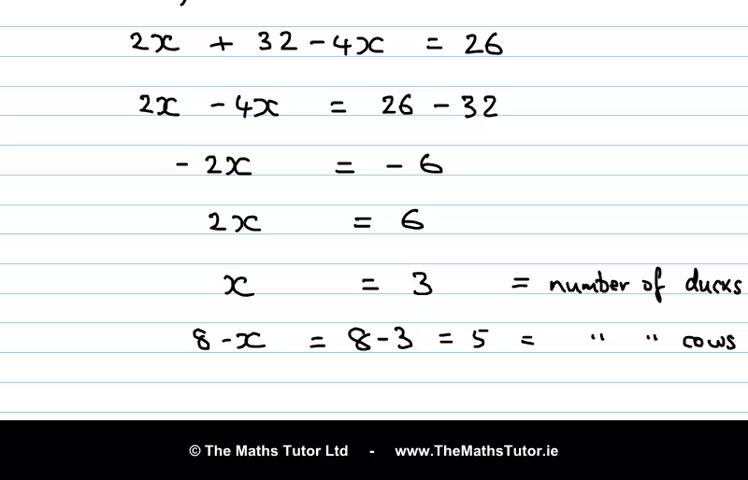 2x + 32 - 4x = 26
2x - 4x = 26 - 32
- 2x = - 6
2x = 6
x = 3 = number of ducks
8 - x = 8 - 3 = 5 = " " cows
© The Maths Tutor Ltd - www.TheMathsTutor.ie